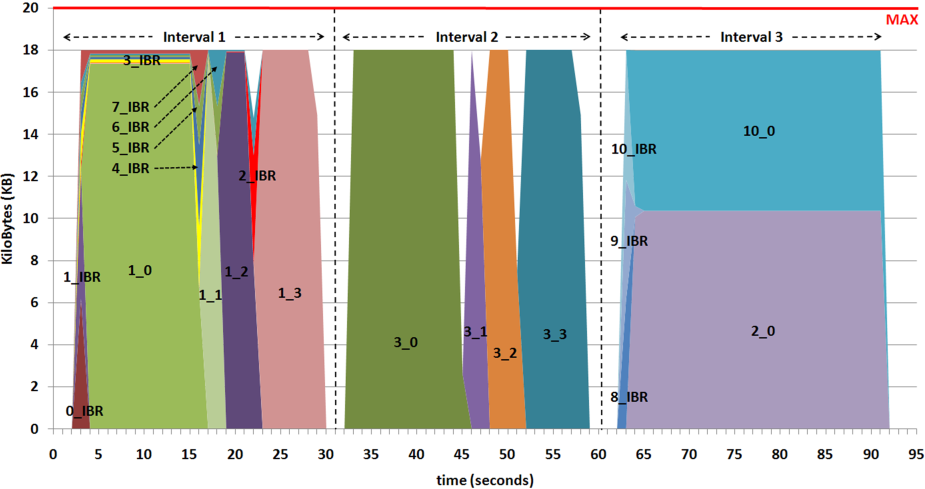 20
MAX
Interval 1
Interval 2
Interval 3
18
3_IBR
16
7_IBR
6_IBR
14
5_IBR
10_IBR
10_0
4_IBR
12
2_IBR
KiloBytes (KB)
10
9_IBR
8
1_IBR
1_0
1_2
6
1_1
1_3
4
3_0
3_1
3_2
3_3
2_0
2
0_IBR
8_IBR
0
0 5 10 15 20 25 30 35 40 45 50 55 60 65 70 75 80 85 90 95
time (seconds)